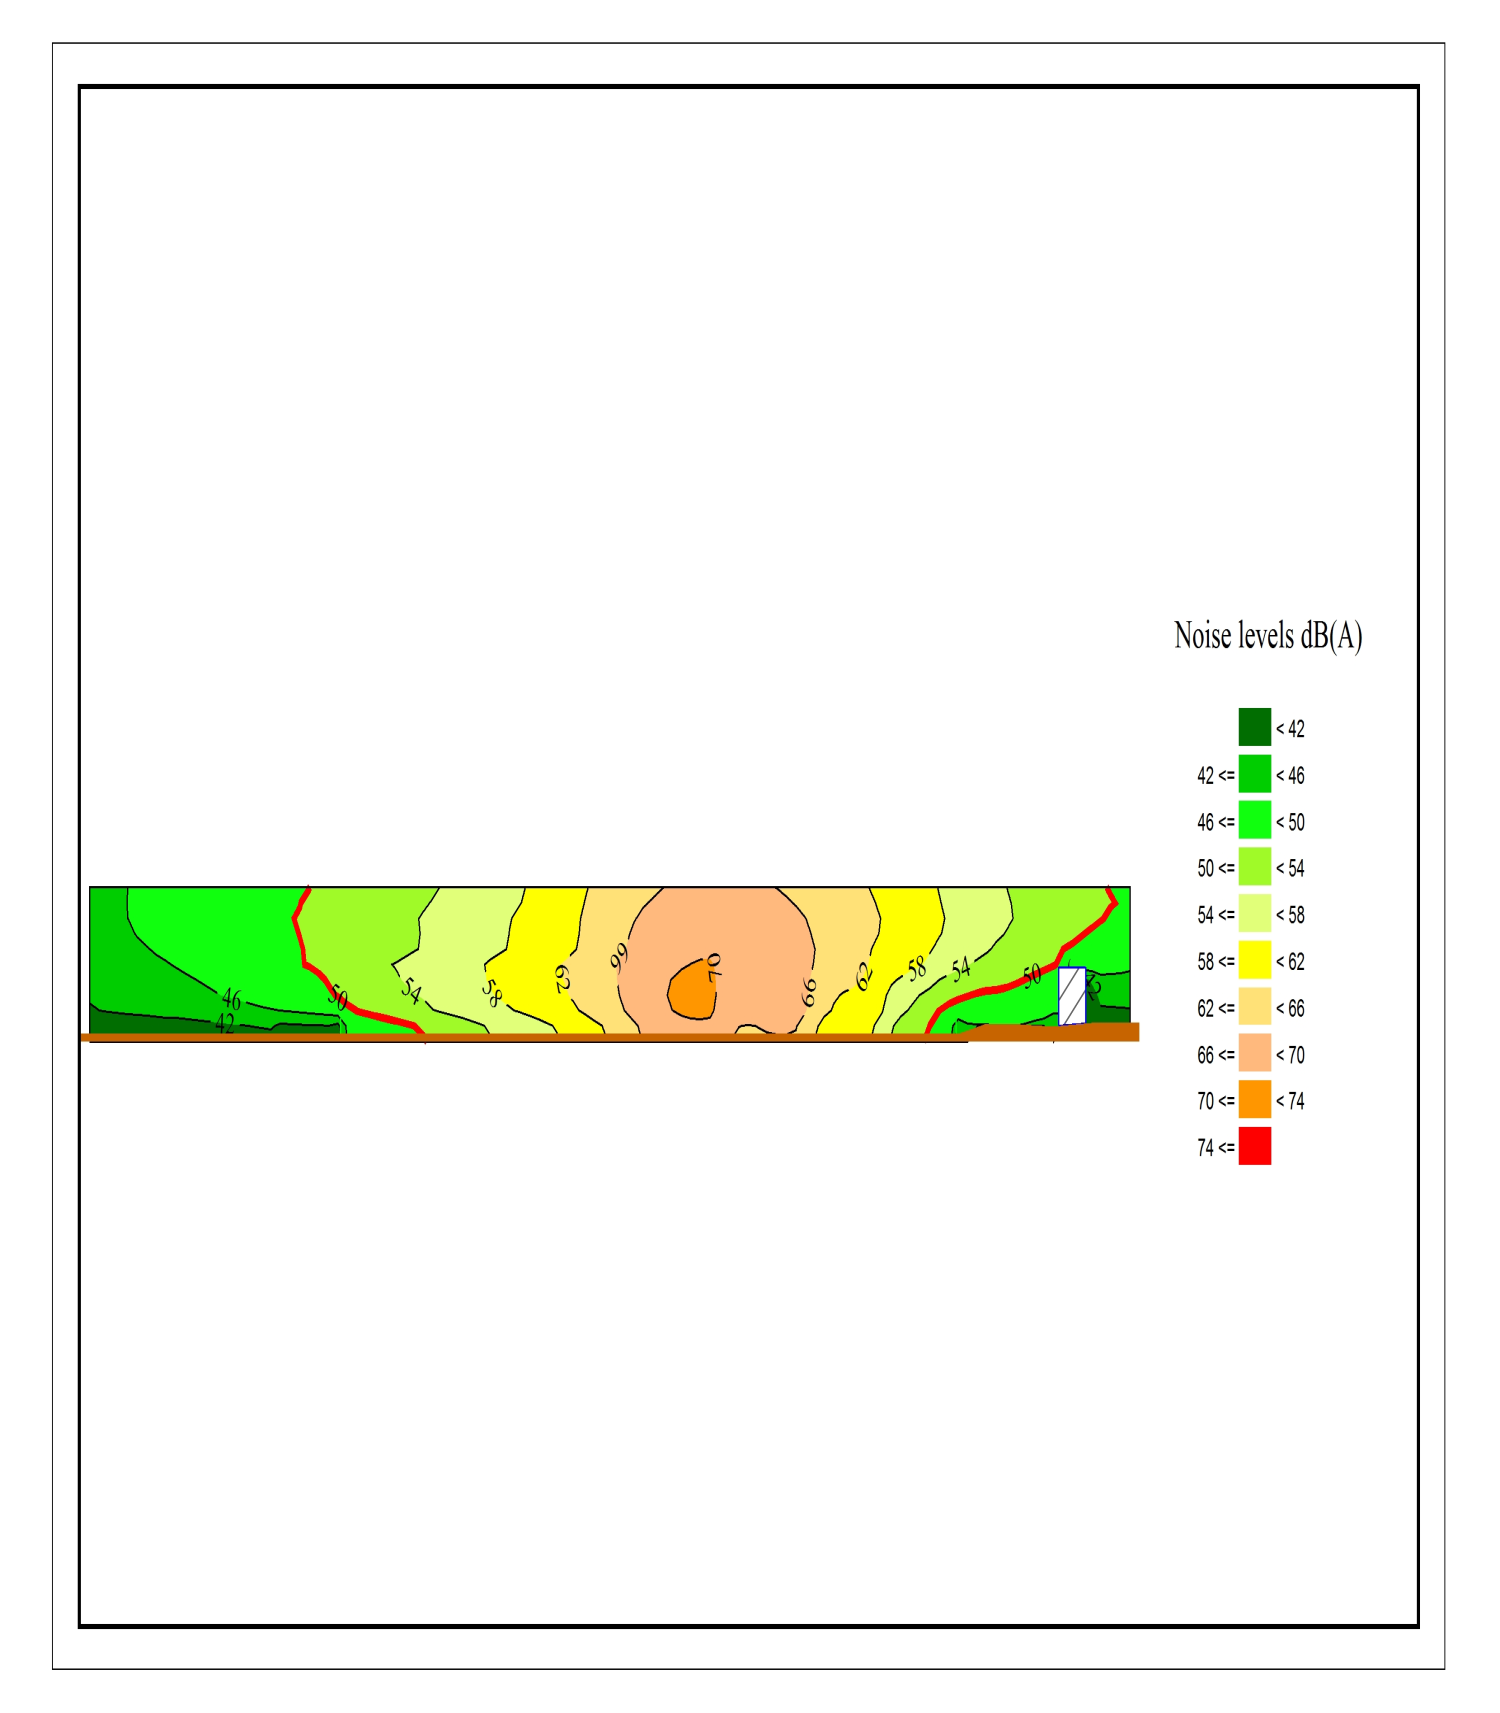 Noise levels dB(A)
< 42
42 <= < 46
46 <= < 50
50 <= < 54
54 <= < 58
58 <= < 62
62 <= < 66
66 <= < 70
70 <= < 74
74 <=
66
70
62
58
54
50
62
54
58
66
46
50
42